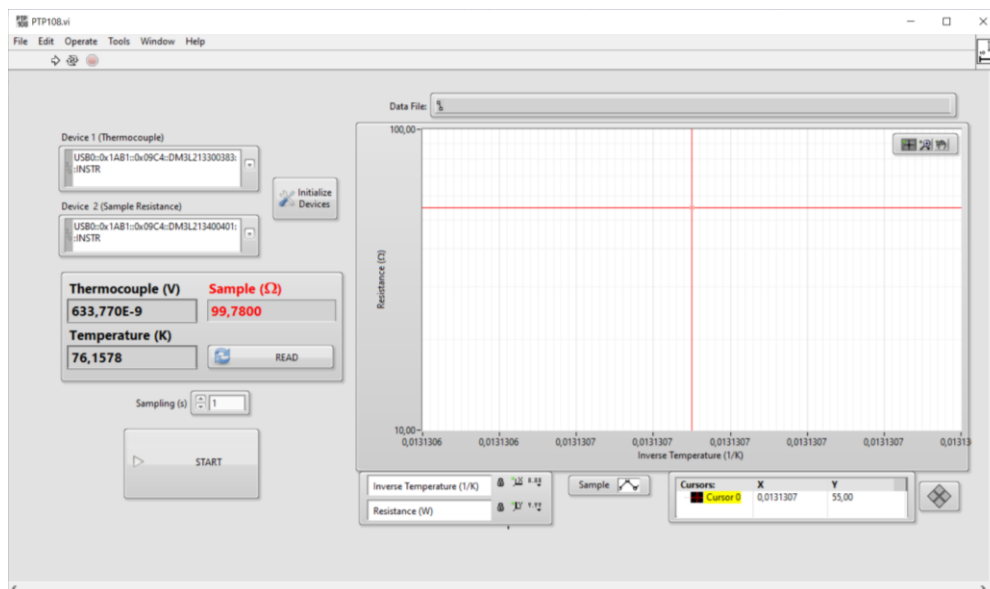 PTP108.vi
File Edit Operate Tools Window Help
Data File:
Device 1 (Thermocouple)
USB0::0x1AB1::0x09C4::DM3L213300383:
:INSTR
Initialize
Devices
Device 2 (Sample Resistance)
USB0::0x1AB1::0x09C4::DM3L213400401:
:INSTR
Thermocouple (V) Sample (Ω)
633,770E-9 99,7800
Temperature (K)
76,1578 READ
Sampling (s) 1
START
100,00
Resistance (Ω)
10,00
0,0131306 0,0131306 0,0131307 0,0131307 0,0131307 0,0131307 0,0131307 0,01313
Inverse Temperature (1/K)
Inverse Temperature (1/K)
Resistance (W)
Sample
Cursors: X Y
Cursor 0 0,0131307 55,00